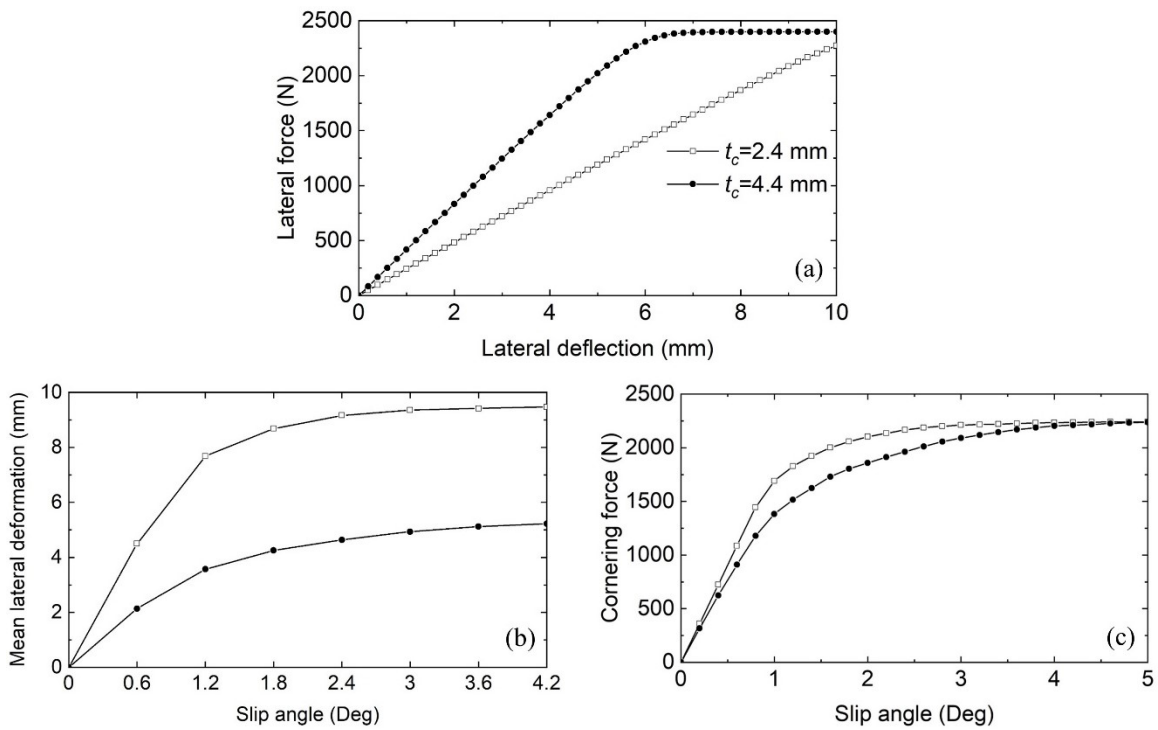 2500
2000
1500
1000
500
0
Lateral force (N)
t_c=2.4 mm
t_c=4.4 mm
(a)
0 2 4 6 8 10
Lateral deflection (mm)
10
8
6
4
2
0
Mean lateral deformation (mm)
(b)
0 0.6 1.2 1.8 2.4 3 3.6 4.2
Slip angle (Deg)
2500
2000
1500
1000
500
0
Cornering force (N)
(c)
0 1 2 3 4 5
Slip angle (Deg)